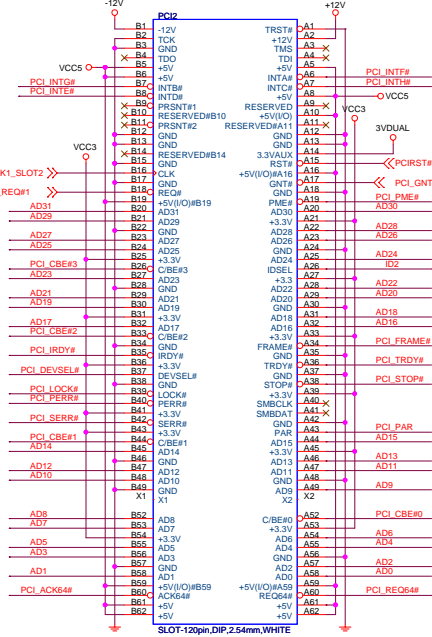 -12V +12V
PCI2
B1 -12V TRST# A1
B2 TCK +12V A2
B3 GND TMS A3
B4 TDO TDI A4
VCC5 B5 +5V +5V A5
B6 +5V INTA# A6 PCI_INTF#
PCI_INTG# B7 INTB# INTC# A7 PCI_INTH#
PCI_INTE# B8 INTD# +5V A8 VCC5
B9 PRSNT#1 RESERVED A9
B10 RESERVED#B10 +5V(I/O) A10
B11 PRSNT#2 RESERVED#A11 A11 VCC3
B12 GND GND A12
B13 GND GND A13 3VDUAL
VCC3 B14 RESERVED#B14 3.3VAUX A14
B15 GND RST# A15 PCIRST#
K1_SLOT2 B16 CLK +5V(I/O)#A16 A16
B17 GND GNT# A17 PCI_GNT
REQ#1 B18 REQ# GND A18
B19 +5V(I/O)#B19 PME# A19 PCI_PME#
AD31 B20 AD31 AD30 A20 AD30
AD29 B21 AD29 +3.3V A21
B22 GND AD28 A22 AD28
AD27 B23 AD27 AD26 A23 AD26
AD25 B24 AD25 GND A24
B25 +3.3V AD24 A25 AD24
PCI_CBE#3 B26 C/BE#3 IDSEL A26 ID2
AD23 B27 AD23 +3.3 A27
B28 GND AD22 A28 AD22
AD21 B29 AD21 AD20 A29 AD20
AD19 B30 AD19 GND A30
B31 +3.3V AD18 A31 AD18
AD17 B32 AD17 AD16 A32 AD16
PCI_CBE#2 B33 C/BE#2 +3.3V A33
B34 GND FRAME# A34 PCI_FRAME#
PCI_IRDY# B35 IRDY# GND A35
B36 +3.3V TRDY# A36 PCI_TRDY#
PCI_DEVSEL# B37 DEVSEL# GND A37
B38 GND STOP# A38 PCI_STOP#
PCI_LOCK# B39 LOCK# +3.3V A39
PCI_PERR# B40 PERR# SMBCLK A40
B41 +3.3V SMBDAT A41
PCI_SERR# B42 SERR# GND A42
B43 +3.3V PAR A43 PCI_PAR
PCI_CBE#1 B44 C/BE#1 AD15 A44 AD15
AD14 B45 AD14 +3.3V A45
B46 GND AD13 A46 AD13
AD12 B47 AD12 AD11 A47 AD11
AD10 B48 AD10 GND A48
B49 GND AD9 A49 AD9
X1 X1 X2 X2
AD8 B52 AD8 C/BE#0 A52 PCI_CBE#0
AD7 B53 AD7 +3.3V A53
B54 +3.3V AD6 A54 AD6
AD5 B55 AD5 AD4 A55 AD4
AD3 B56 AD3 GND A56
B57 GND AD2 A57 AD2
AD1 B58 AD1 AD0 A58 AD0
B59 +5V(I/O)#B59 +5V(I/O)#A59 A59
PCI_ACK64# B60 ACK64# REQ64# A60 PCI_REQ64#
B61 +5V +5V A61
B62 +5V +5V A62
SLOT-120pin,DIP,2.54mm,WHITE